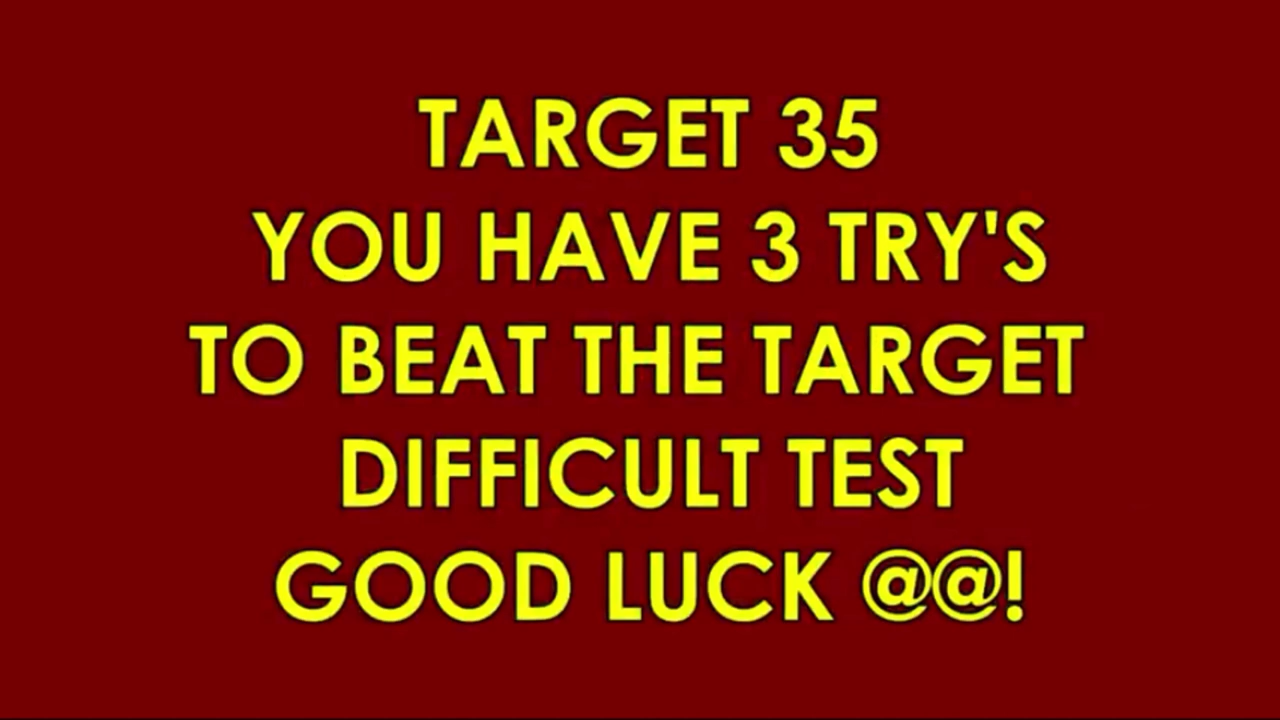 TARGET 35
YOU HAVE 3 TRY'S
TO BEAT THE TARGET
DIFFICULT TEST
GOOD LUCK @@!